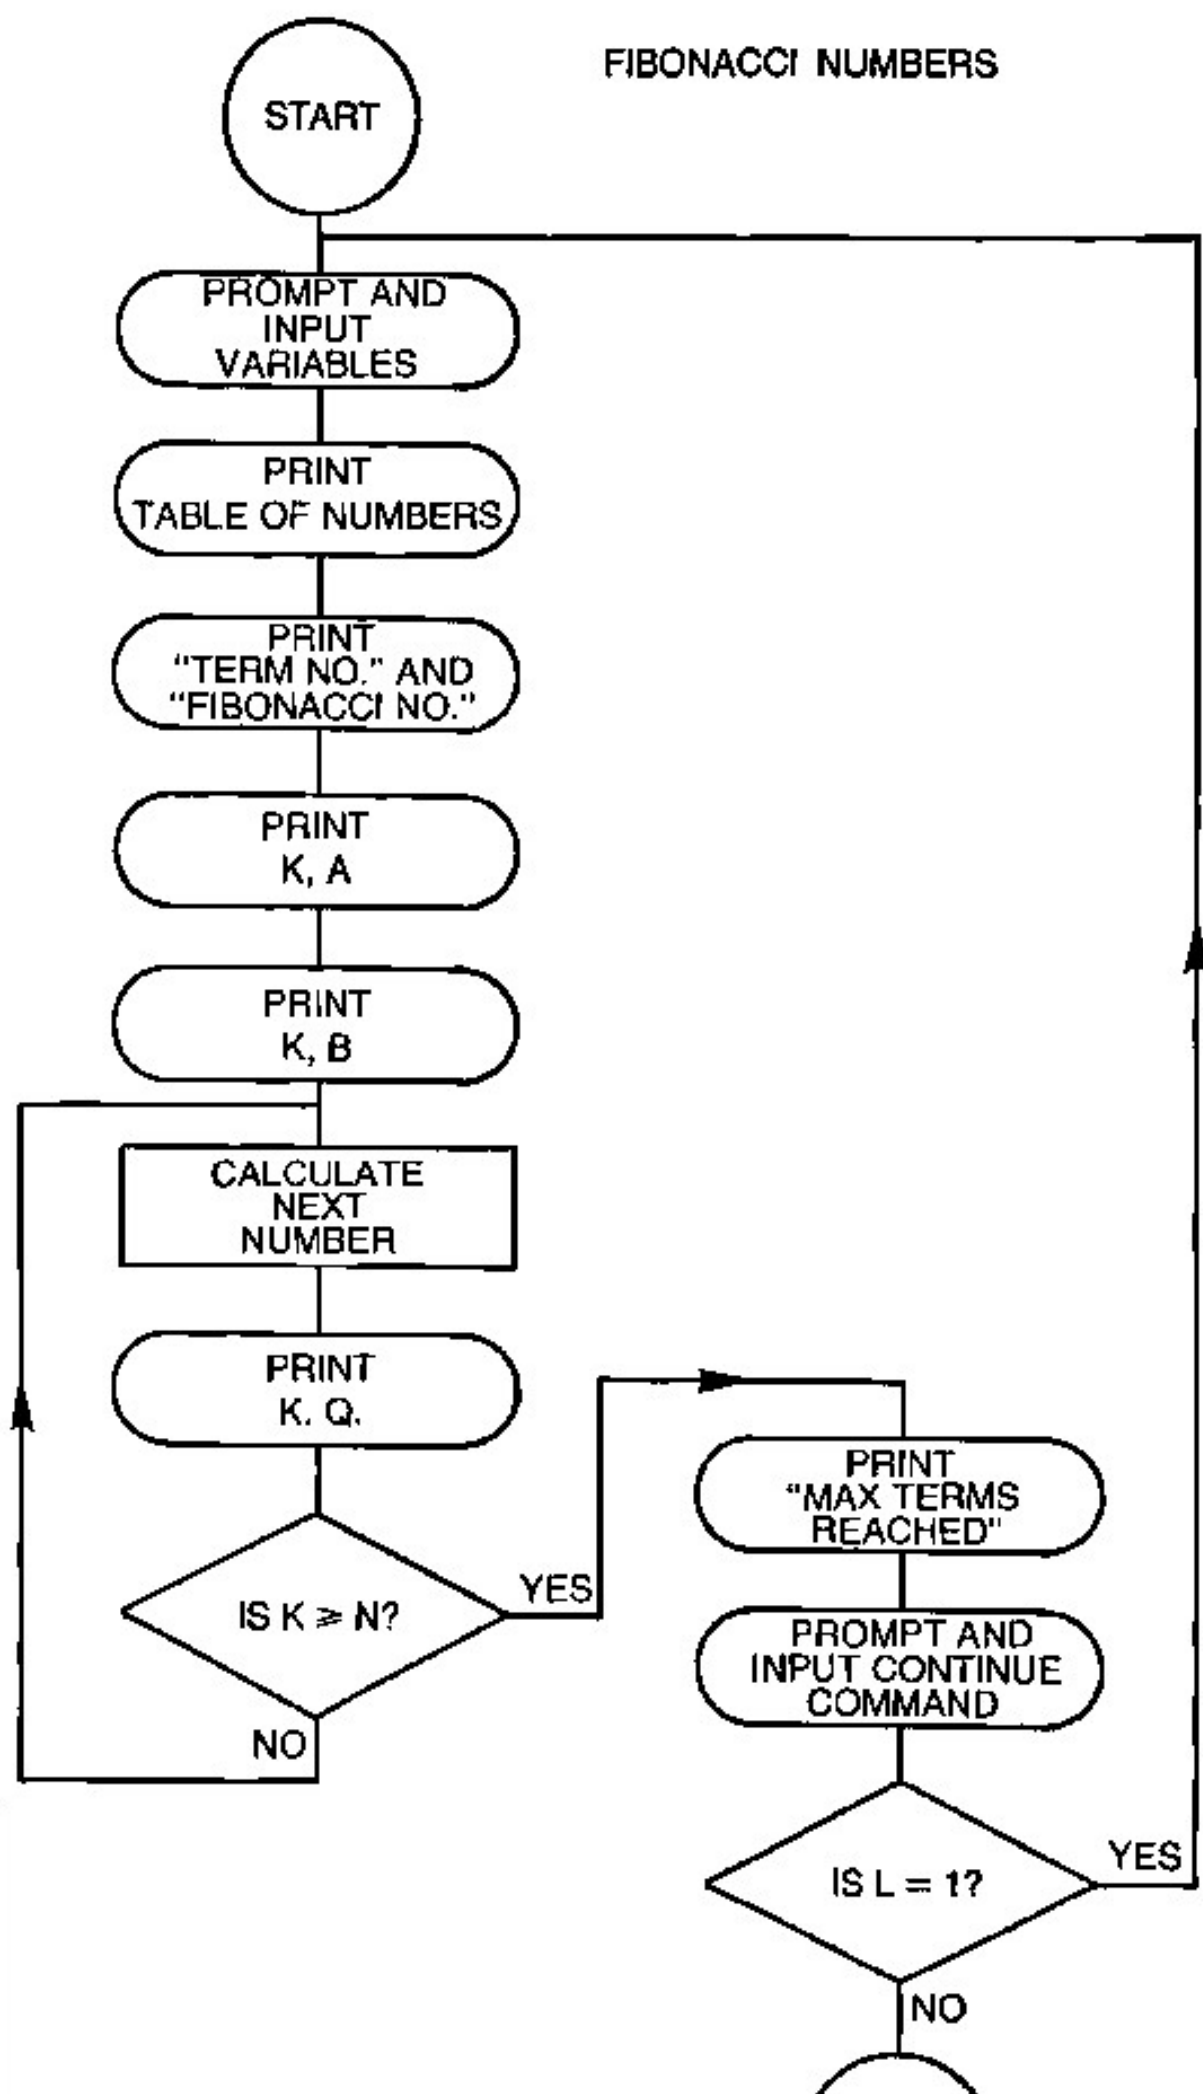 FIBONACCI NUMBERS
START
PROMPT AND
INPUT
VARIABLES
PRINT
TABLE OF NUMBERS
PRINT
"TERM NO." AND
"FIBONACCI NO."
PRINT
K, A
PRINT
K, B
CALCULATE
NEXT
NUMBER
PRINT
K. Q.
IS K ⩾ N?
YES
NO
PRINT
"MAX TERMS
REACHED"
PROMPT AND
INPUT CONTINUE
COMMAND
IS L = 1?
YES
NO